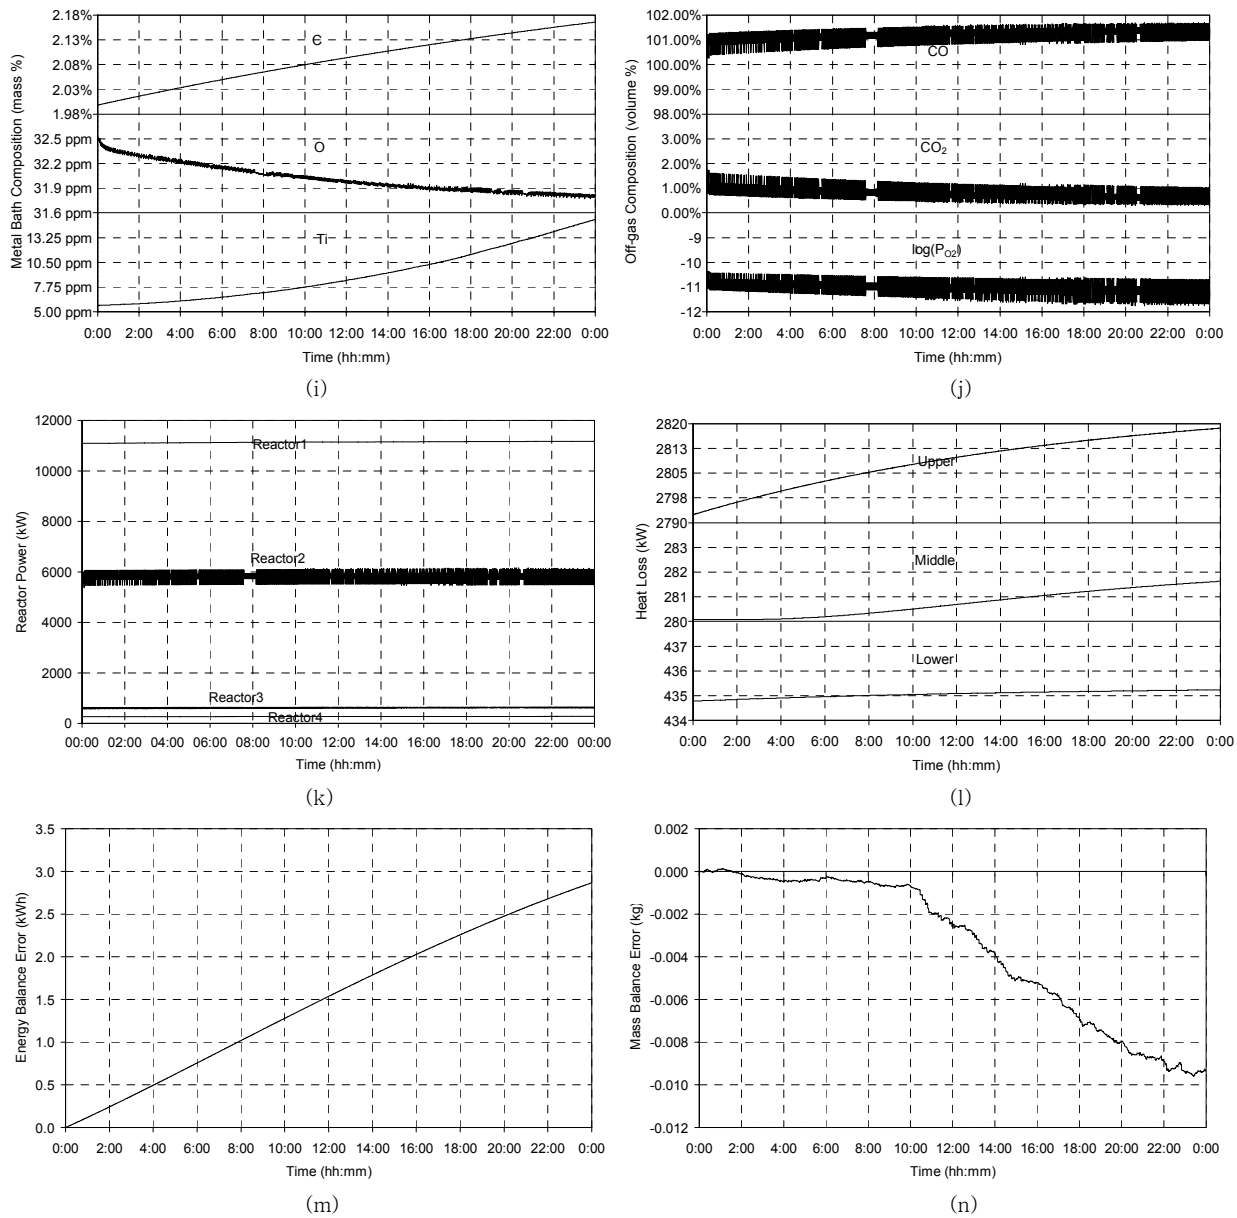 2.18%
2.13%
2.08%
2.03%
1.98%
32.5 ppm
32.2 ppm
31.9 ppm
31.6 ppm
13.25 ppm
10.50 ppm
7.75 ppm
5.00 ppm
Metal Bath Composition (mass %)
C
O
Ti
0:00 2:00 4:00 6:00 8:00 10:00 12:00 14:00 16:00 18:00 20:00 22:00 0:00
Time (hh:mm)
(i)
102.00%
101.00%
100.00%
99.00%
98.00%
3.00%
2.00%
1.00%
0.00%
-9
-10
-11
-12
Off-gas Composition (volume %)
CO
CO₂
log(P_O2)
0:00 2:00 4:00 6:00 8:00 10:00 12:00 14:00 16:00 18:00 20:00 22:00 0:00
Time (hh:mm)
(j)
12000
10000
8000
6000
4000
2000
0
Reactor Power (kW)
Reactor1
Reactor2
Reactor3
Reactor4
00:00 02:00 04:00 06:00 08:00 10:00 12:00 14:00 16:00 18:00 20:00 22:00 00:00
Time (hh:mm)
(k)
2820
2813
2805
2798
2790
283
282
281
280
437
436
435
434
Heat Loss (kW)
Upper
Middle
Lower
0:00 2:00 4:00 6:00 8:00 10:00 12:00 14:00 16:00 18:00 20:00 22:00 0:00
Time (hh:mm)
(l)
3.5
3.0
2.5
2.0
1.5
1.0
0.5
0.0
Energy Balance Error (kWh)
0:00 2:00 4:00 6:00 8:00 10:00 12:00 14:00 16:00 18:00 20:00 22:00 0:00
Time (hh:mm)
(m)
0.002
0.000
-0.002
-0.004
-0.006
-0.008
-0.010
-0.012
Mass Balance Error (kg)
0:00 2:00 4:00 6:00 8:00 10:00 12:00 14:00 16:00 18:00 20:00 22:00 0:00
Time (hh:mm)
(n)